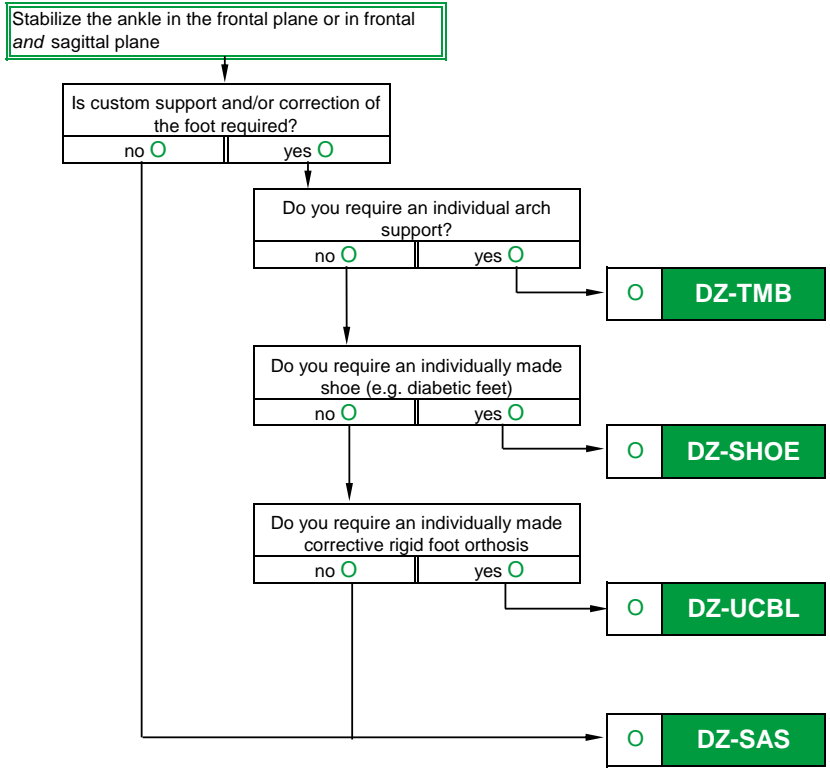 Stabilize the ankle in the frontal plane or in frontal
and sagittal plane
Is custom support and/or correction of
the foot required?
no O yes O
Do you require an individual arch
support?
no O yes O
O DZ-TMB
Do you require an individually made
shoe (e.g. diabetic feet)
no O yes O
O DZ-SHOE
Do you require an individually made
corrective rigid foot orthosis
no O yes O
O DZ-UCBL
O DZ-SAS